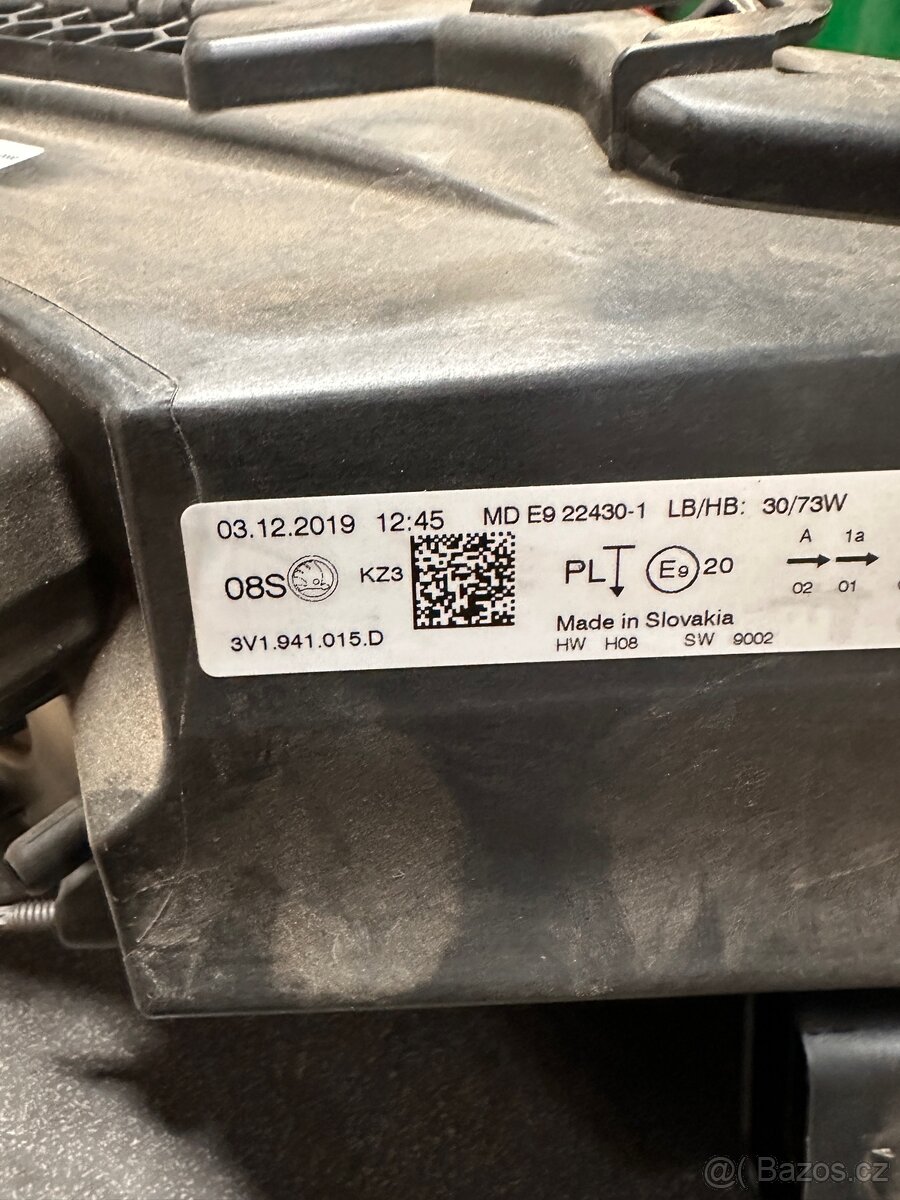 03.12.2019 12:45 MD E9 22430-1 LB/HB: 30/73W
08S KZ3 PL E9 20 A 1a
02 01
Made in Slovakia
3V1.941.015.D HW H08 SW 9002
@( Bazos.cz